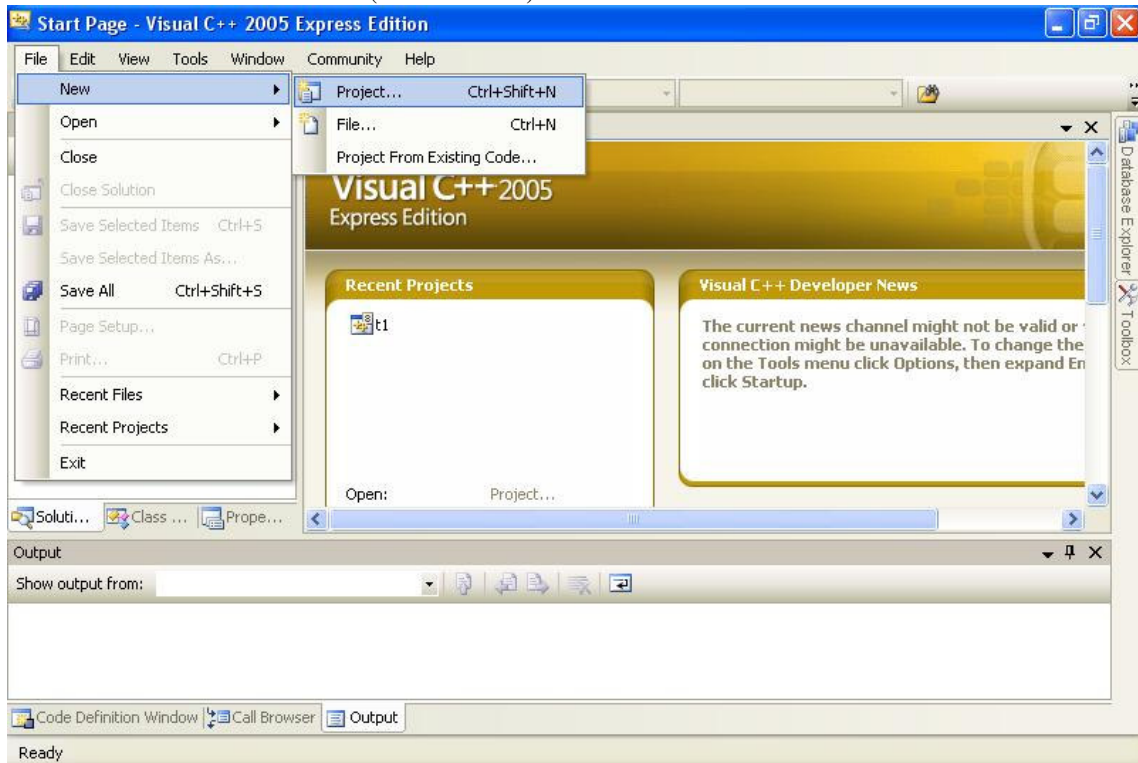 Start Page - Visual C++ 2005 Express Edition
File Edit View Tools Window Community Help
New
Project... Ctrl+Shift+N
Open
File... Ctrl+N
Close
Project From Existing Code...
Close Solution
Save Selected Items Ctrl+S
Save Selected Items As...
Save All Ctrl+Shift+S
Page Setup...
Print... Ctrl+P
Recent Files
Recent Projects
Exit
Visual C++ 2005
Express Edition
Recent Projects
t1
Open: Project...
Visual C++ Developer News
The current news channel might not be valid or
connection might be unavailable. To change the
on the Tools menu click Options, then expand En
click Startup.
Database Explorer
Toolbox
Soluti... Class ... Prope...
Output
Show output from:
Code Definition Window Call Browser Output
Ready